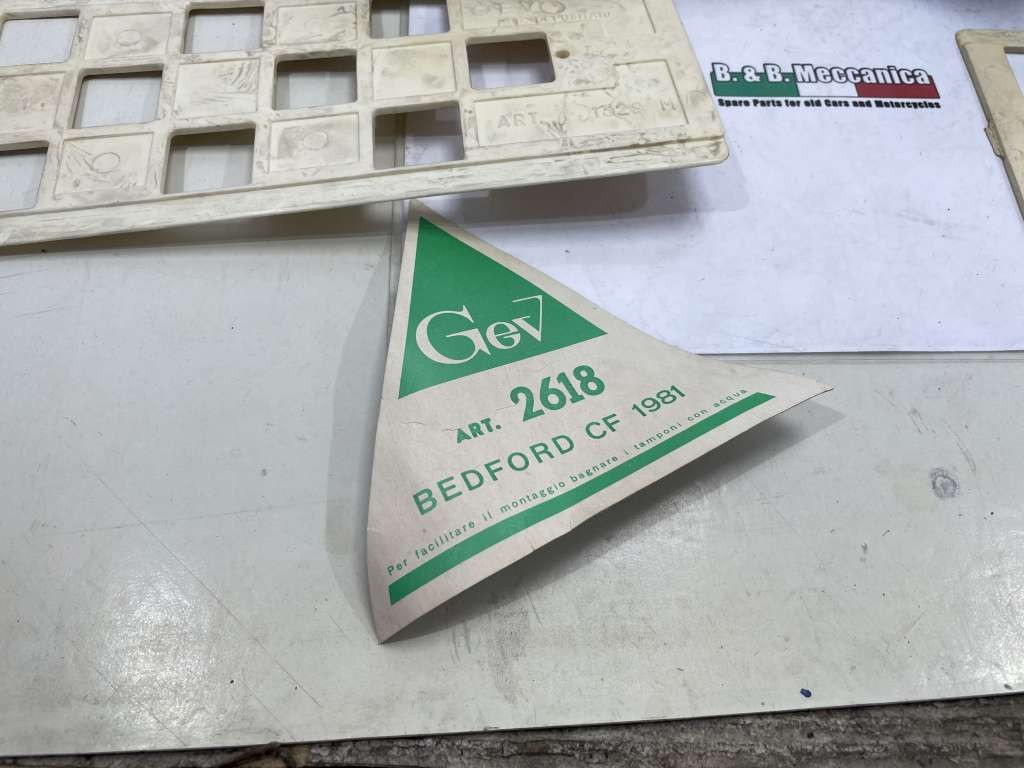 B. & B. Meccanica
Spare Parts for old Cars and Motorcycles
ART.
Gev
ART. 2618
BEDFORD CF 1981
Per facilitare il montaggio bagnare i tamponi con acqua